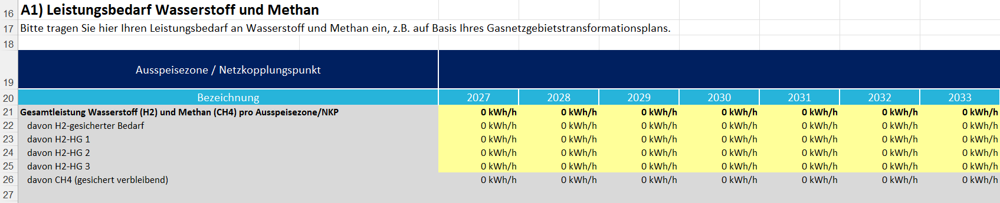 16 A1) Leistungsbedarf Wasserstoff und Methan
17 Bitte tragen Sie hier Ihren Leistungsbedarf an Wasserstoff und Methan ein, z.B. auf Basis Ihres Gasnetzgebietstransformationsplans.
18
19 Ausspeisezone / Netzkopplungspunkt
20 Bezeichnung 2027 2028 2029 2030 2031 2032 2033
21 Gesamtleistung Wasserstoff (H2) und Methan (CH4) pro Ausspeisezone/NKP 0 kWh/h 0 kWh/h 0 kWh/h 0 kWh/h 0 kWh/h 0 kWh/h 0 kWh/h
22 davon H2-gesicherter Bedarf 0 kWh/h 0 kWh/h 0 kWh/h 0 kWh/h 0 kWh/h 0 kWh/h 0 kWh/h
23 davon H2-HG 1 0 kWh/h 0 kWh/h 0 kWh/h 0 kWh/h 0 kWh/h 0 kWh/h 0 kWh/h
24 davon H2-HG 2 0 kWh/h 0 kWh/h 0 kWh/h 0 kWh/h 0 kWh/h 0 kWh/h 0 kWh/h
25 davon H2-HG 3 0 kWh/h 0 kWh/h 0 kWh/h 0 kWh/h 0 kWh/h 0 kWh/h 0 kWh/h
26 davon CH4 (gesichert verbleibend) 0 kWh/h 0 kWh/h 0 kWh/h 0 kWh/h 0 kWh/h 0 kWh/h 0 kWh/h
27